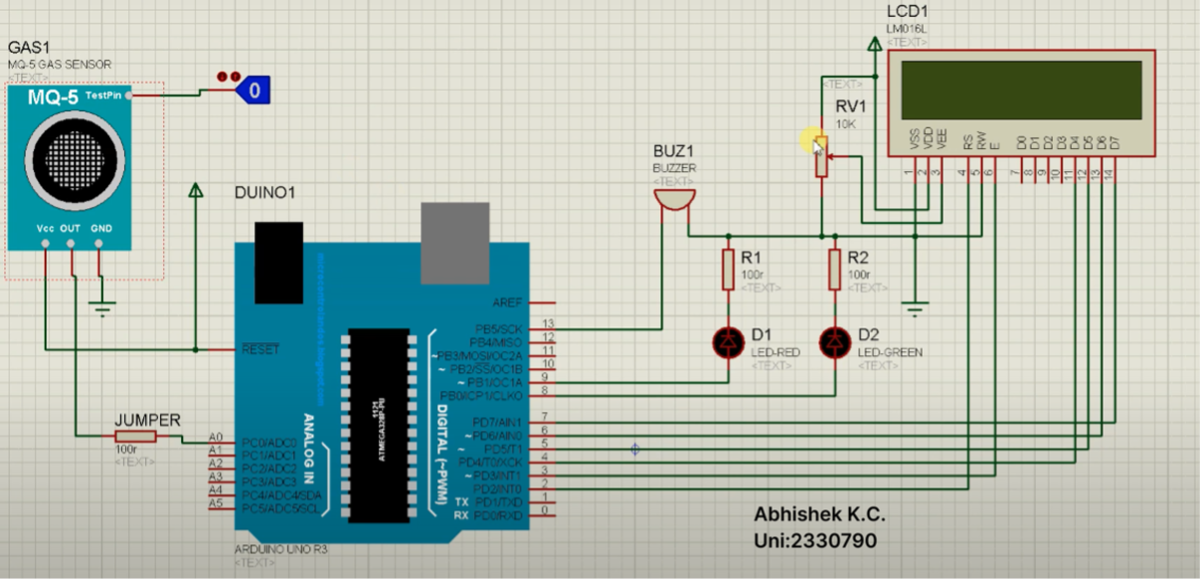 GAS1
MQ-5 GAS SENSOR
<TEXT>
MQ-5
TestPin
0
Vcc OUT GND
JUMPER
100r
<TEXT>
DUINO1
RESET
A0 PC0/ADC0
A1 PC1/ADC1
A2 PC2/ADC2
A3 PC3/ADC3
A4 PC4/ADC4/SDA
A5 PC5/ADC5/SCL
ANALOG IN
1121
ATMEGA328P-PU
DIGITAL (~PWM)
AREF
PB5/SCK 13
PB4/MISO 12
~PB3/MOSI/OC2A 11
~ PB2/SS/OC1B 10
~ PB1/OC1A 9
PB0/ICP1/CLKO 8
PD7/AIN1 7
~ PD6/AIN0 6
~ PD5/T1 5
PD4/T0/XCK 4
~ PD3/INT1 3
PD2/INT0 2
TX PD1/TXD 1
RX PD0/RXD 0
ARDUINO UNO R3
<TEXT>
BUZ1
BUZZER
<TEXT>
R1
100r
<TEXT>
D1
LED-RED
<TEXT>
R2
100r
<TEXT>
D2
LED-GREEN
<TEXT>
<TEXT>
RV1
10K
LCD1
LM016L
<TEXT>
VSS VDD VEE RS RW E D0 D1 D2 D3 D4 D5 D6 D7
1 2 3 4 5 6 7 8 9 10 11 12 13 14
Abhishek K.C.
Uni:2330790